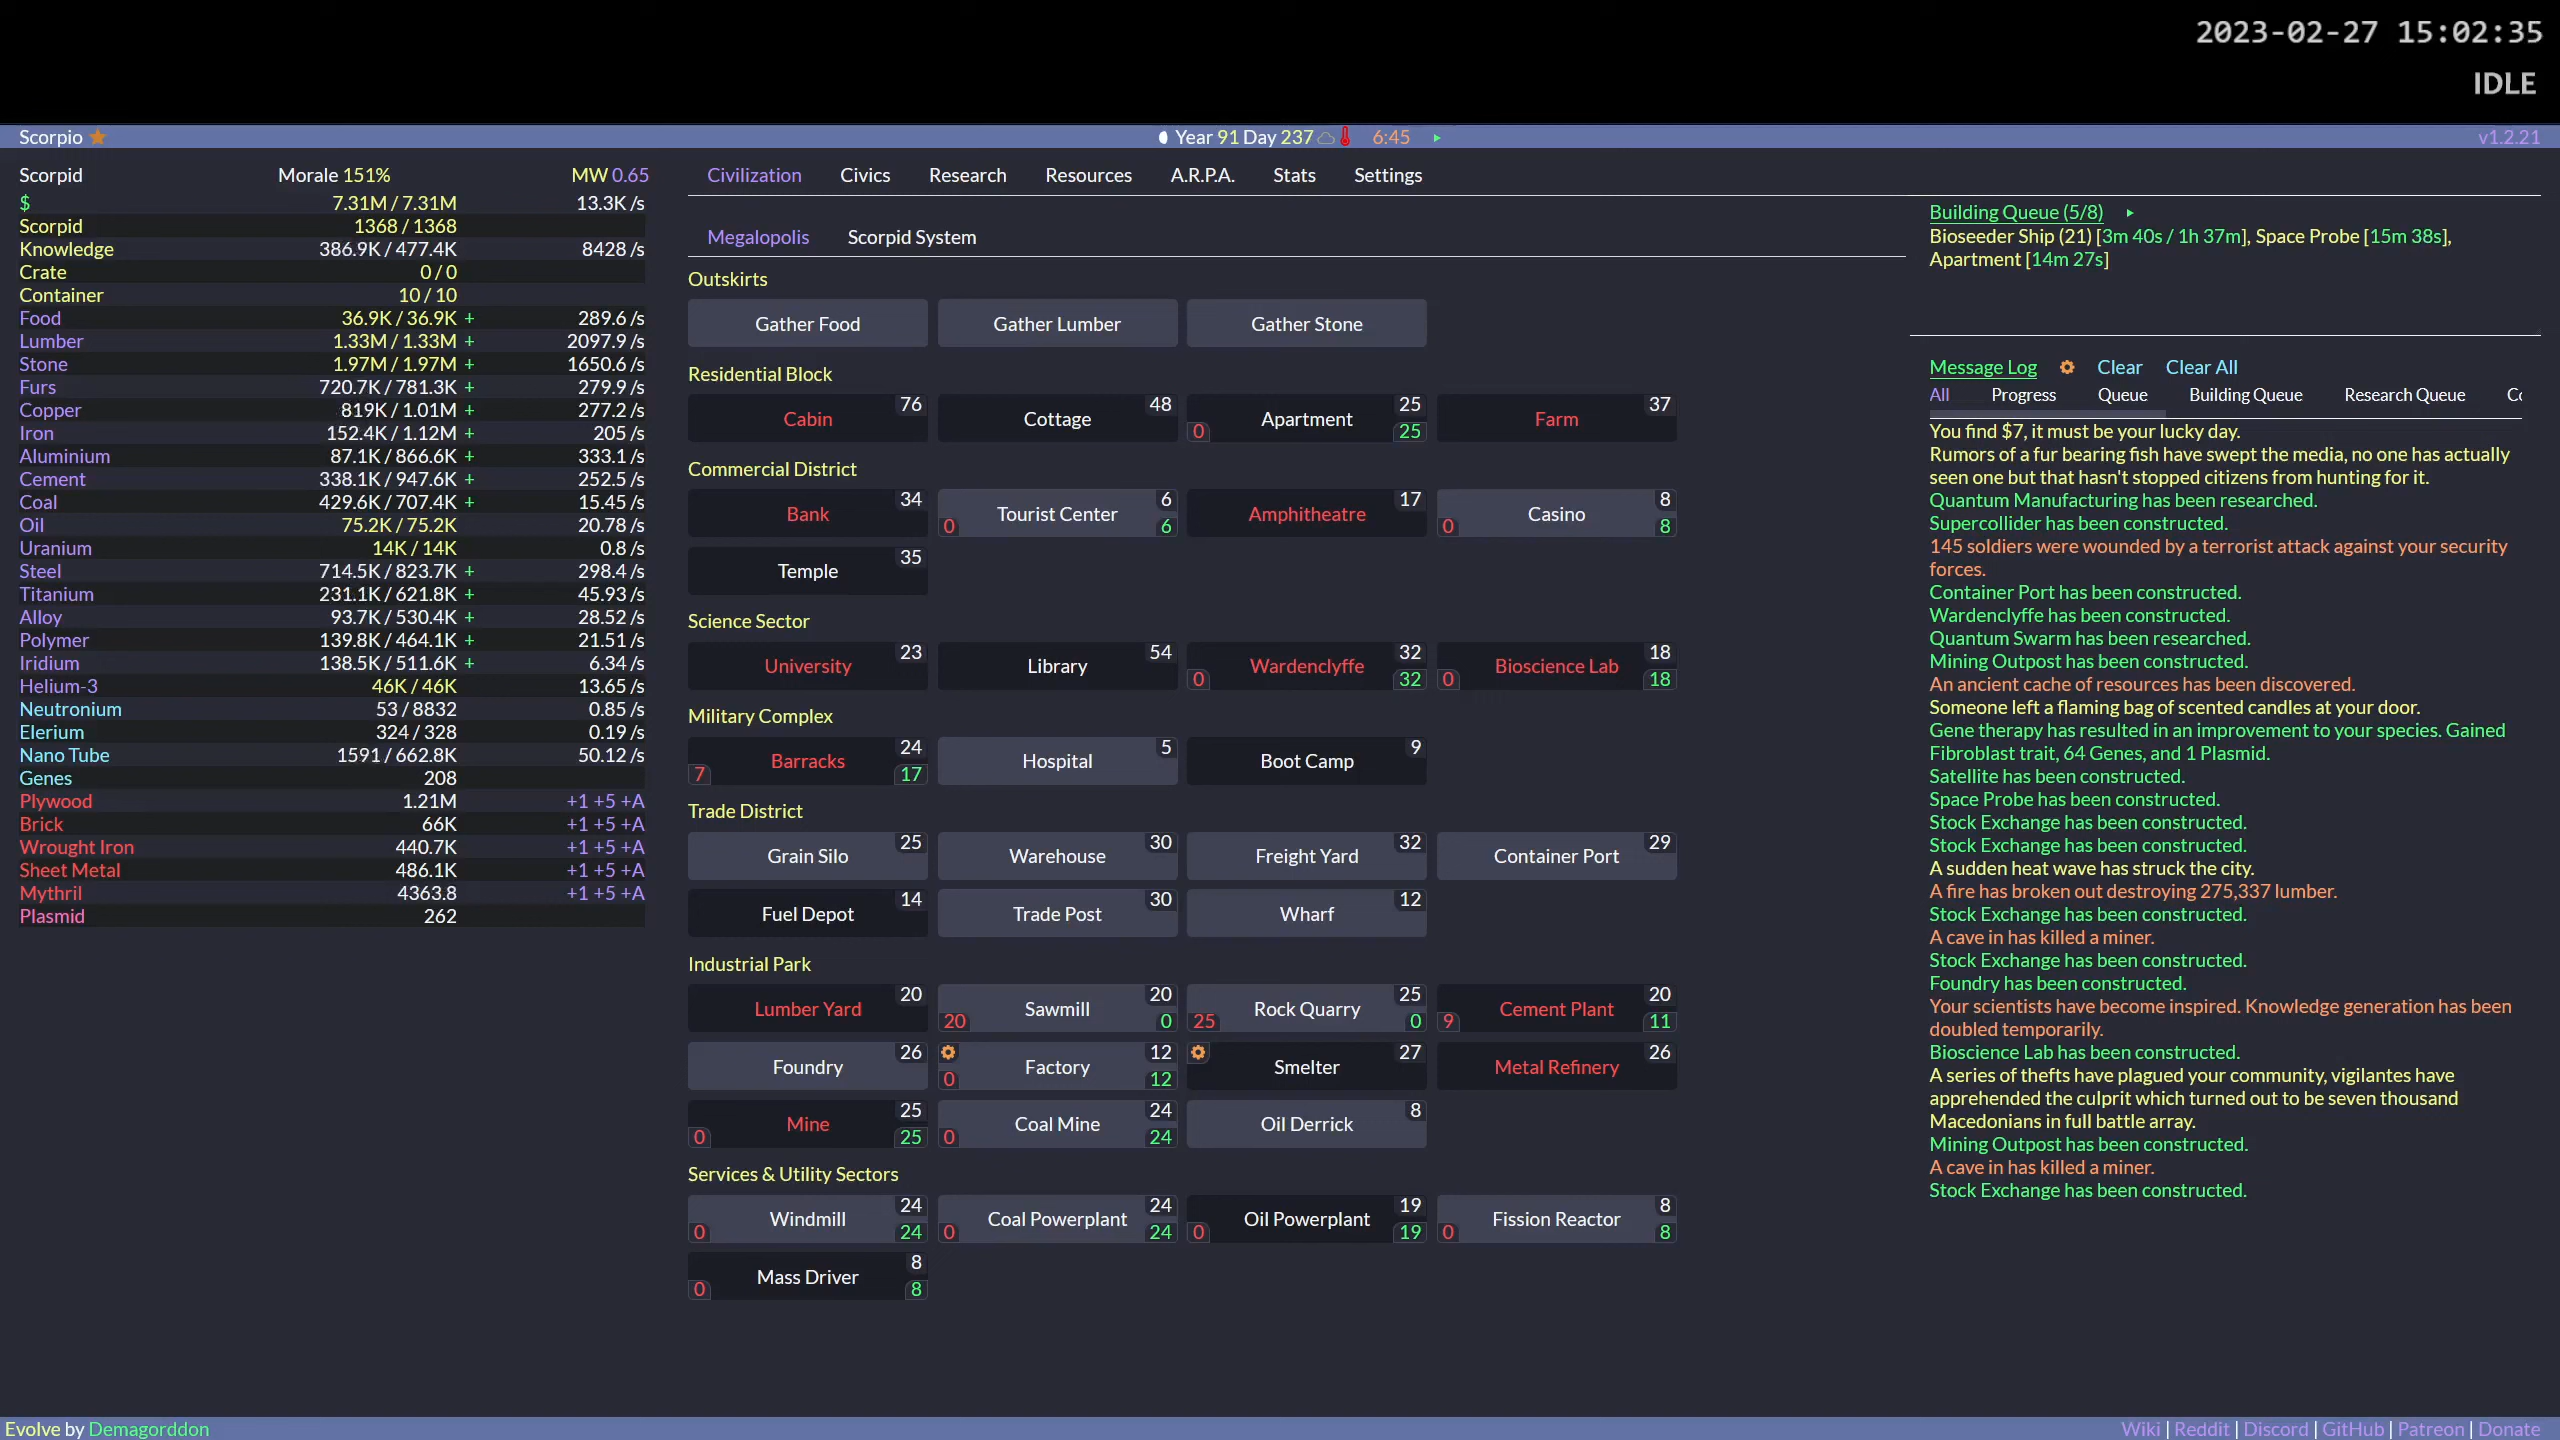 2023-02-27 15:02:35
IDLE
Scorpio
Year 91 Day 237 6:45
v1.2.21
Scorpid Morale 151% MW 0.65
$ 7.31M / 7.31M 13.3K /s
Scorpid 1368 / 1368
Knowledge 386.9K / 477.4K 8428 /s
Crate 0 / 0
Container 10 / 10
Food 36.9K / 36.9K + 289.6 /s
Lumber 1.33M / 1.33M + 2097.9 /s
Stone 1.97M / 1.97M + 1650.6 /s
Furs 720.7K / 781.3K + 279.9 /s
Copper 819K / 1.01M + 277.2 /s
Iron 152.4K / 1.12M + 205 /s
Aluminium 87.1K / 866.6K + 333.1 /s
Cement 338.1K / 947.6K + 252.5 /s
Coal 429.6K / 707.4K + 15.45 /s
Oil 75.2K / 75.2K 20.78 /s
Uranium 14K / 14K 0.8 /s
Steel 714.5K / 823.7K + 298.4 /s
Titanium 231.1K / 621.8K + 45.93 /s
Alloy 93.7K / 530.4K + 28.52 /s
Polymer 139.8K / 464.1K + 21.51 /s
Iridium 138.5K / 511.6K + 6.34 /s
Helium-3 46K / 46K 13.65 /s
Neutronium 53 / 8832 0.85 /s
Elerium 324 / 328 0.19 /s
Nano Tube 1591 / 662.8K 50.12 /s
Genes 208
Plywood 1.21M +1 +5 +A
Brick 66K +1 +5 +A
Wrought Iron 440.7K +1 +5 +A
Sheet Metal 486.1K +1 +5 +A
Mythril 4363.8 +1 +5 +A
Plasmid 262
Civilization Civics Research Resources A.R.P.A. Stats Settings
Megalopolis Scorpid System
Outskirts
Gather Food Gather Lumber Gather Stone
Residential Block
Cabin 76 Cottage 48 0 Apartment 25 25 Farm 37
Commercial District
Bank 34 0 Tourist Center 6 6 Amphitheatre 17 0 Casino 8 8
Temple 35
Science Sector
University 23 Library 54 0 Wardenclyffe 32 32 0 Bioscience Lab 18 18
Military Complex
7 Barracks 24 17 Hospital 5 Boot Camp 9
Trade District
Grain Silo 25 Warehouse 30 Freight Yard 32 Container Port 29
Fuel Depot 14 Trade Post 30 Wharf 12
Industrial Park
Lumber Yard 20 20 Sawmill 20 0 25 Rock Quarry 25 0 9 Cement Plant 20 11
Foundry 26 0 Factory 12 12 Smelter 27 Metal Refinery 26
0 Mine 25 25 0 Coal Mine 24 24 Oil Derrick 8
Services & Utility Sectors
0 Windmill 24 24 0 Coal Powerplant 24 24 0 Oil Powerplant 19 19 0 Fission Reactor 8 8
0 Mass Driver 8 8
Building Queue (5/8)
Bioseeder Ship (21) [3m 40s / 1h 37m], Space Probe [15m 38s],
Apartment [14m 27s]
Message Log Clear Clear All
All Progress Queue Building Queue Research Queue
You find $7, it must be your lucky day.
Rumors of a fur bearing fish have swept the media, no one has actually
seen one but that hasn't stopped citizens from hunting for it.
Quantum Manufacturing has been researched.
Supercollider has been constructed.
145 soldiers were wounded by a terrorist attack against your security
forces.
Container Port has been constructed.
Wardenclyffe has been constructed.
Quantum Swarm has been researched.
Mining Outpost has been constructed.
An ancient cache of resources has been discovered.
Someone left a flaming bag of scented candles at your door.
Gene therapy has resulted in an improvement to your species. Gained
Fibroblast trait, 64 Genes, and 1 Plasmid.
Satellite has been constructed.
Space Probe has been constructed.
Stock Exchange has been constructed.
Stock Exchange has been constructed.
A sudden heat wave has struck the city.
A fire has broken out destroying 275,337 lumber.
Stock Exchange has been constructed.
A cave in has killed a miner.
Stock Exchange has been constructed.
Foundry has been constructed.
Your scientists have become inspired. Knowledge generation has been
doubled temporarily.
Bioscience Lab has been constructed.
A series of thefts have plagued your community, vigilantes have
apprehended the culprit which turned out to be seven thousand
Macedonians in full battle array.
Mining Outpost has been constructed.
A cave in has killed a miner.
Stock Exchange has been constructed.
Evolve by Demagorddon
Wiki | Reddit | Discord | GitHub | Patreon | Donate